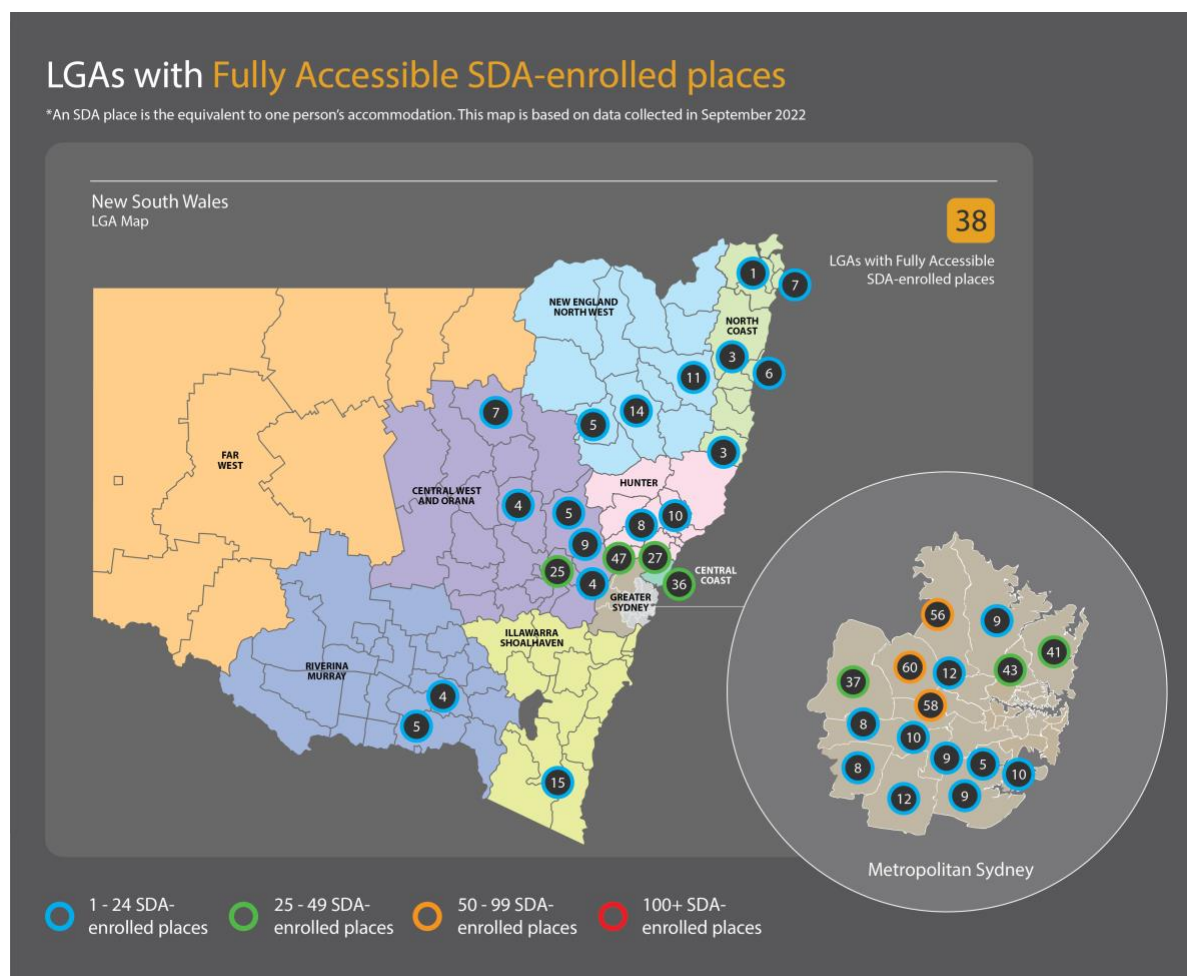 LGAs with Fully Accessible SDA-enrolled places
*An SDA place is the equivalent to one person's accommodation. This map is based on data collected in September 2022
New South Wales
LGA Map
38
LGAs with Fully Accessible
SDA-enrolled places
1
7
NEW ENGLAND
NORTH WEST
NORTH
COAST
3
6
11
14
5
7
3
FAR
WEST
CENTRAL WEST
AND ORANA
HUNTER
4
5
8
10
9
47
27
25
4
36
CENTRAL
COAST
GREATER
SYDNEY
ILLAWARRA
SHOALHAVEN
RIVERINA
MURRAY
4
5
15
56
9
41
60
12
43
37
58
8
10
9
5
10
8
12
9
Metropolitan Sydney
1 - 24 SDA-
enrolled places
25 - 49 SDA-
enrolled places
50 - 99 SDA-
enrolled places
100+ SDA-
enrolled places